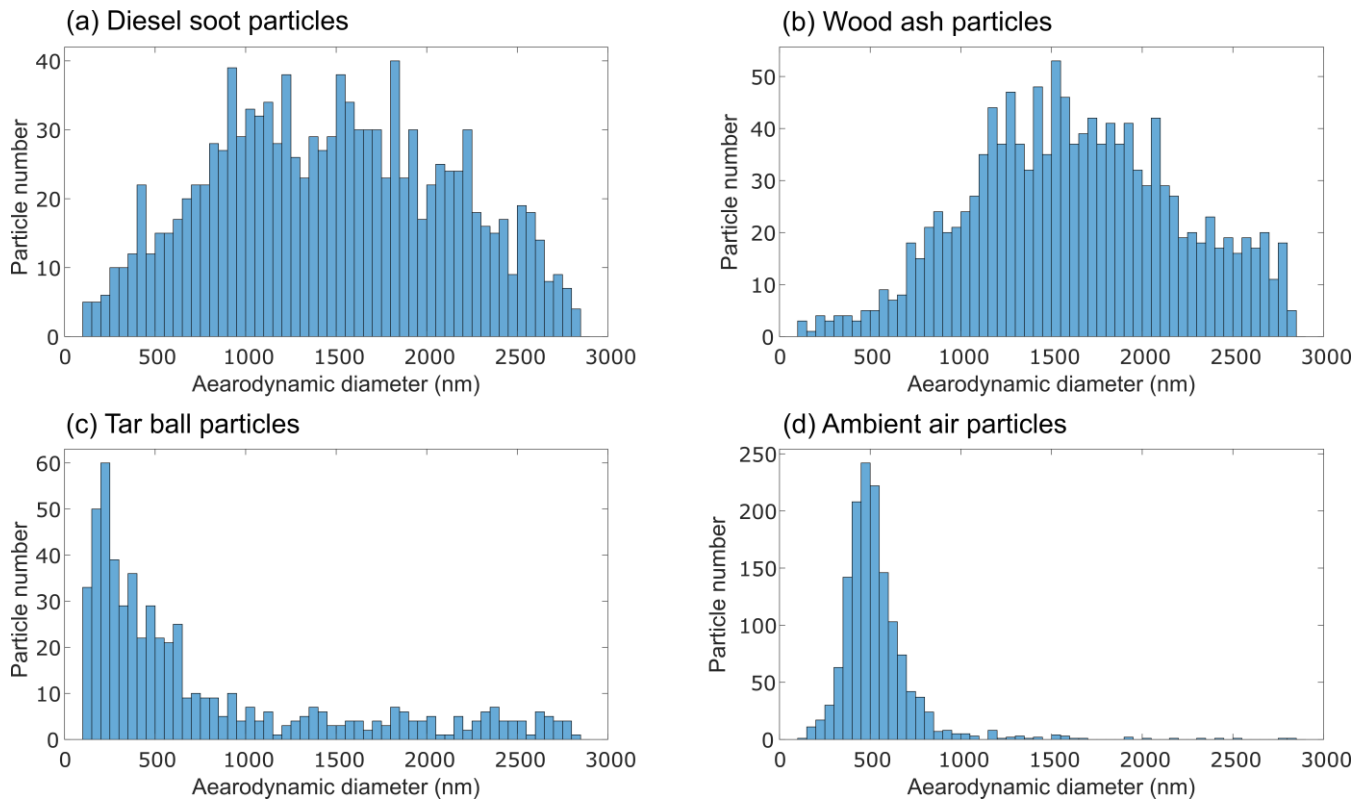 (a) Diesel soot particles
40
30
20
10
0
Particle number
0 500 1000 1500 2000 2500 3000
Aearodynamic diameter (nm)
(b) Wood ash particles
50
40
30
20
10
0
Particle number
0 500 1000 1500 2000 2500 3000
Aearodynamic diameter (nm)
(c) Tar ball particles
60
50
40
30
20
10
0
Particle number
0 500 1000 1500 2000 2500 3000
Aearodynamic diameter (nm)
(d) Ambient air particles
250
200
150
100
50
0
Particle number
0 500 1000 1500 2000 2500 3000
Aearodynamic diameter (nm)